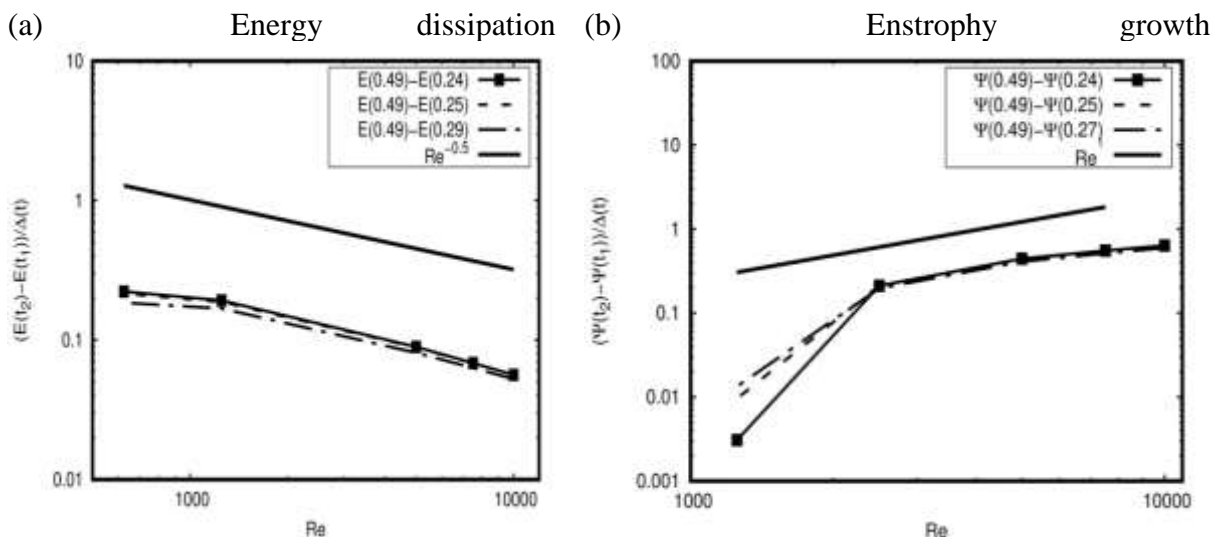 (a) Energy dissipation (b) Enstrophy growth
10
1
0.1
0.01
(E(t₂)−E(t₁))/Δ(t)
E(0.49)−E(0.24)
E(0.49)−E(0.25)
E(0.49)−E(0.29)
Re⁻⁰·⁵
1000 10000
Re
100
10
1
0.1
0.01
0.001
(Ψ(t₂)−Ψ(t₁))/Δ(t)
Ψ(0.49)−Ψ(0.24)
Ψ(0.49)−Ψ(0.25)
Ψ(0.49)−Ψ(0.27)
Re
1000 10000
Re